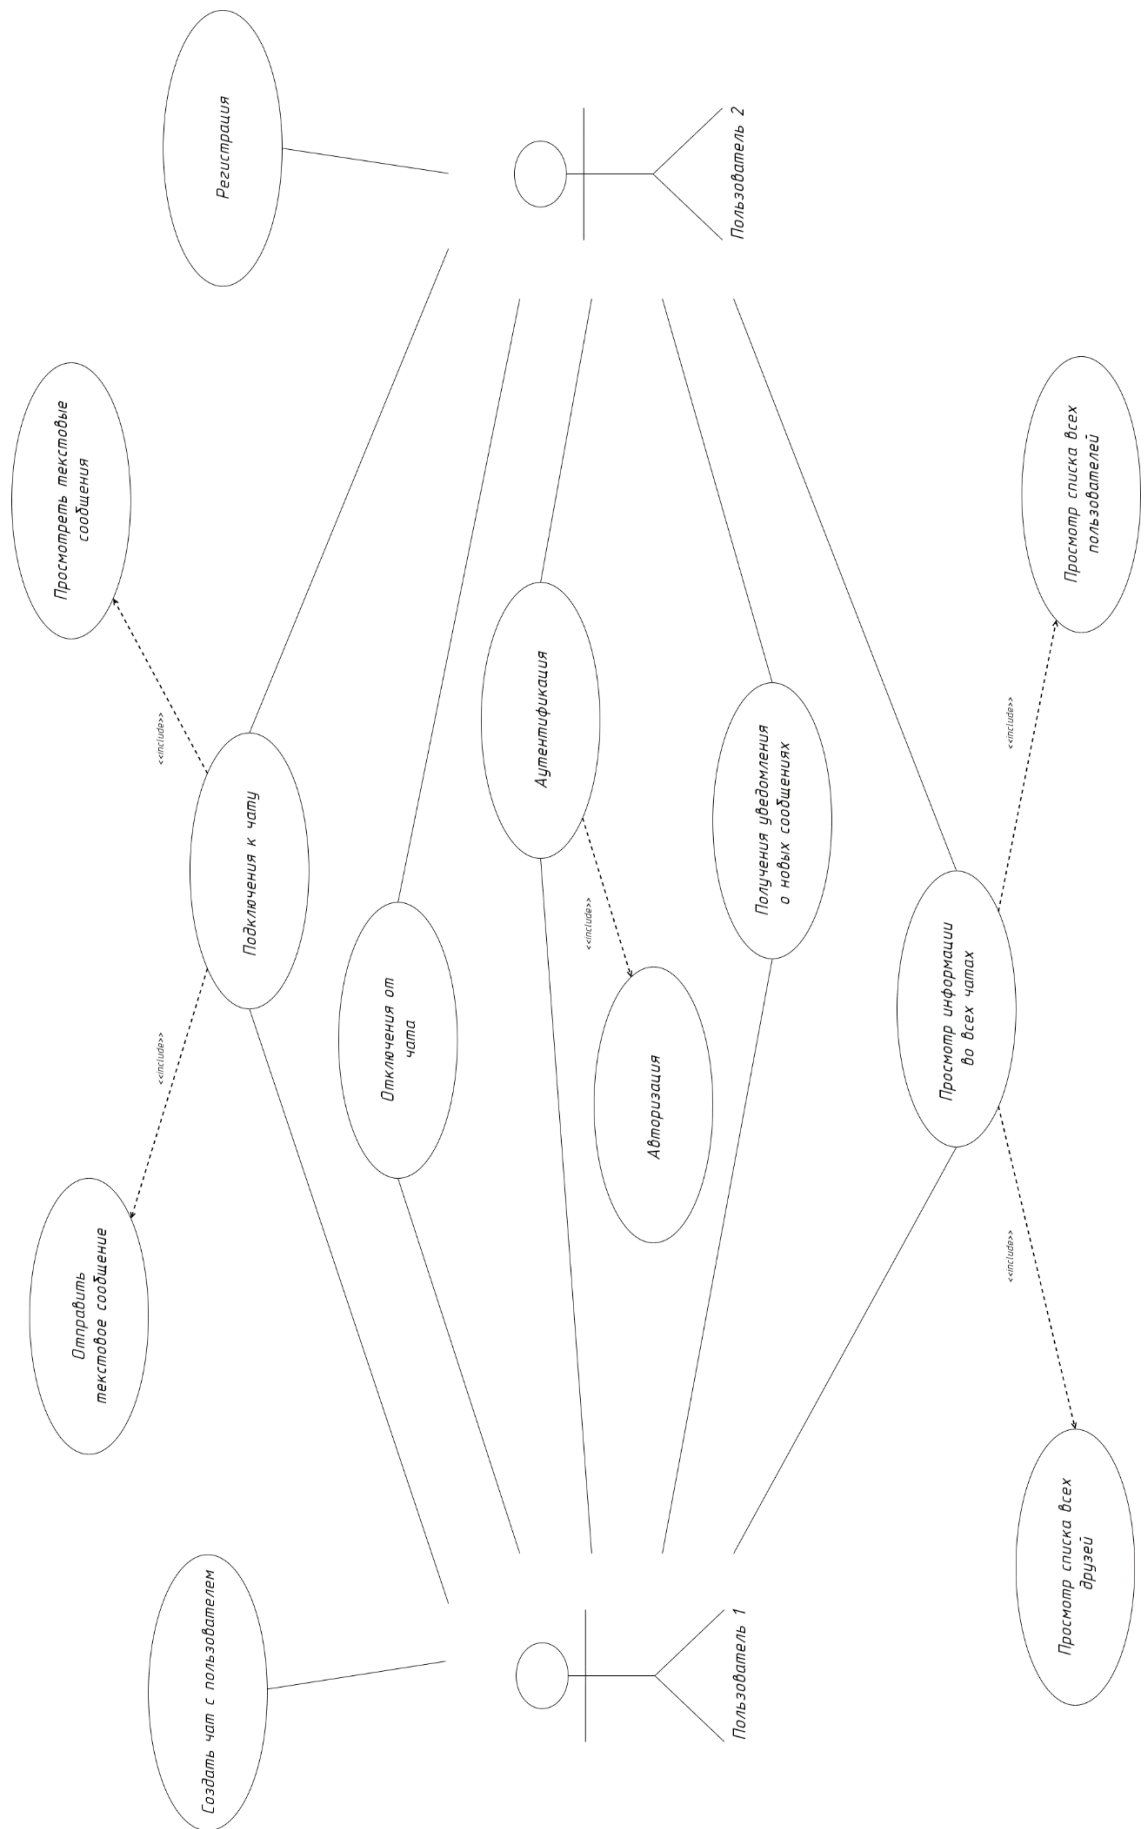 Просмотреть текстовые
сообщения
Отправить
текстовое сообщение
<<include>>
<<include>>
Создать чат с пользователем
Подключения к чату
Регистрация
Отключения от
чата
Аутентификация
<<include>>
Авторизация
Пользователь 1
Пользователь 2
Получения уведомления
о новых сообщениях
Просмотр информации
во всех чатах
<<include>>
<<include>>
Просмотр списка всех
друзей
Просмотр списка всех
пользователей